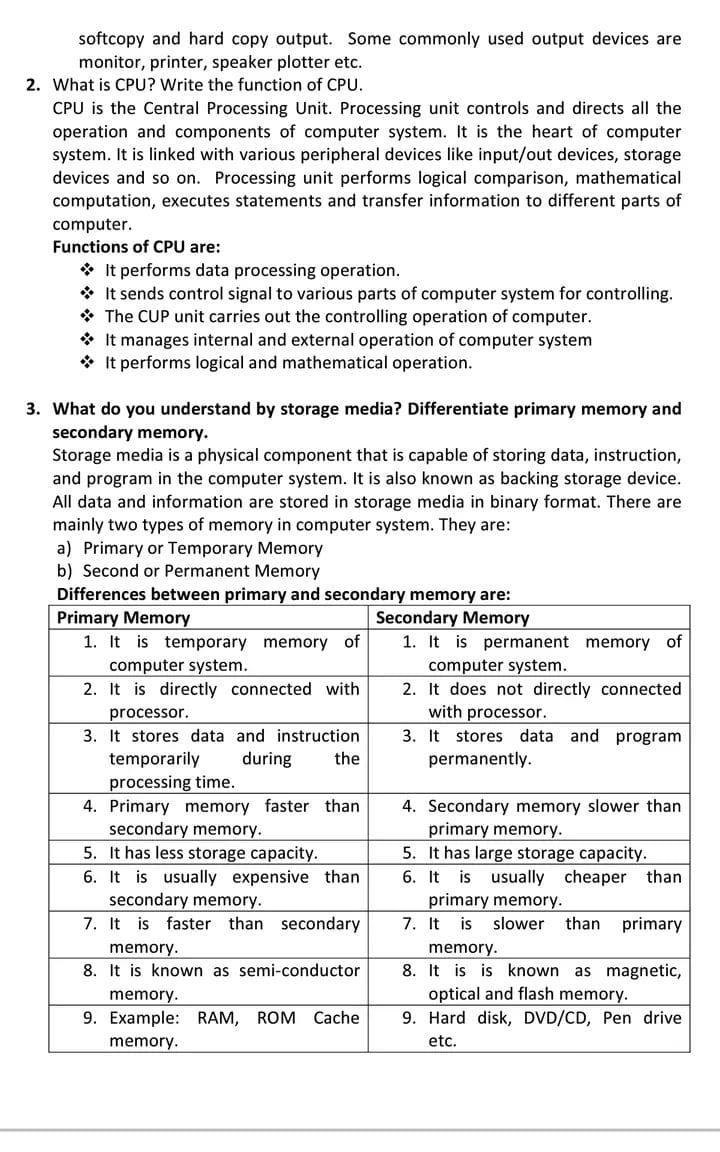 softcopy and hard copy output. Some commonly used output devices are
monitor, printer, speaker plotter etc.
2. What is CPU? Write the function of CPU.
CPU is the Central Processing Unit. Processing unit controls and directs all the
operation and components of computer system. It is the heart of computer
system. It is linked with various peripheral devices like input/out devices, storage
devices and so on. Processing unit performs logical comparison, mathematical
computation, executes statements and transfer information to different parts of
computer.
Functions of CPU are:
❖ It performs data processing operation.
❖ It sends control signal to various parts of computer system for controlling.
❖ The CUP unit carries out the controlling operation of computer.
❖ It manages internal and external operation of computer system
❖ It performs logical and mathematical operation.
3. What do you understand by storage media? Differentiate primary memory and
secondary memory.
Storage media is a physical component that is capable of storing data, instruction,
and program in the computer system. It is also known as backing storage device.
All data and information are stored in storage media in binary format. There are
mainly two types of memory in computer system. They are:
a) Primary or Temporary Memory
b) Second or Permanent Memory
Differences between primary and secondary memory are:
Primary Memory
Secondary Memory
1. It is temporary memory of
computer system.
1. It is permanent memory of
computer system.
2. It is directly connected with
processor.
2. It does not directly connected
with processor.
3. It stores data and instruction
temporarily during the
processing time.
3. It stores data and program
permanently.
4. Primary memory faster than
secondary memory.
4. Secondary memory slower than
primary memory.
5. It has less storage capacity.
5. It has large storage capacity.
6. It is usually expensive than
secondary memory.
6. It is usually cheaper than
primary memory.
7. It is faster than secondary
memory.
7. It is slower than primary
memory.
8. It is known as semi-conductor
memory.
8. It is is known as magnetic,
optical and flash memory.
9. Example: RAM, ROM Cache
memory.
9. Hard disk, DVD/CD, Pen drive
etc.